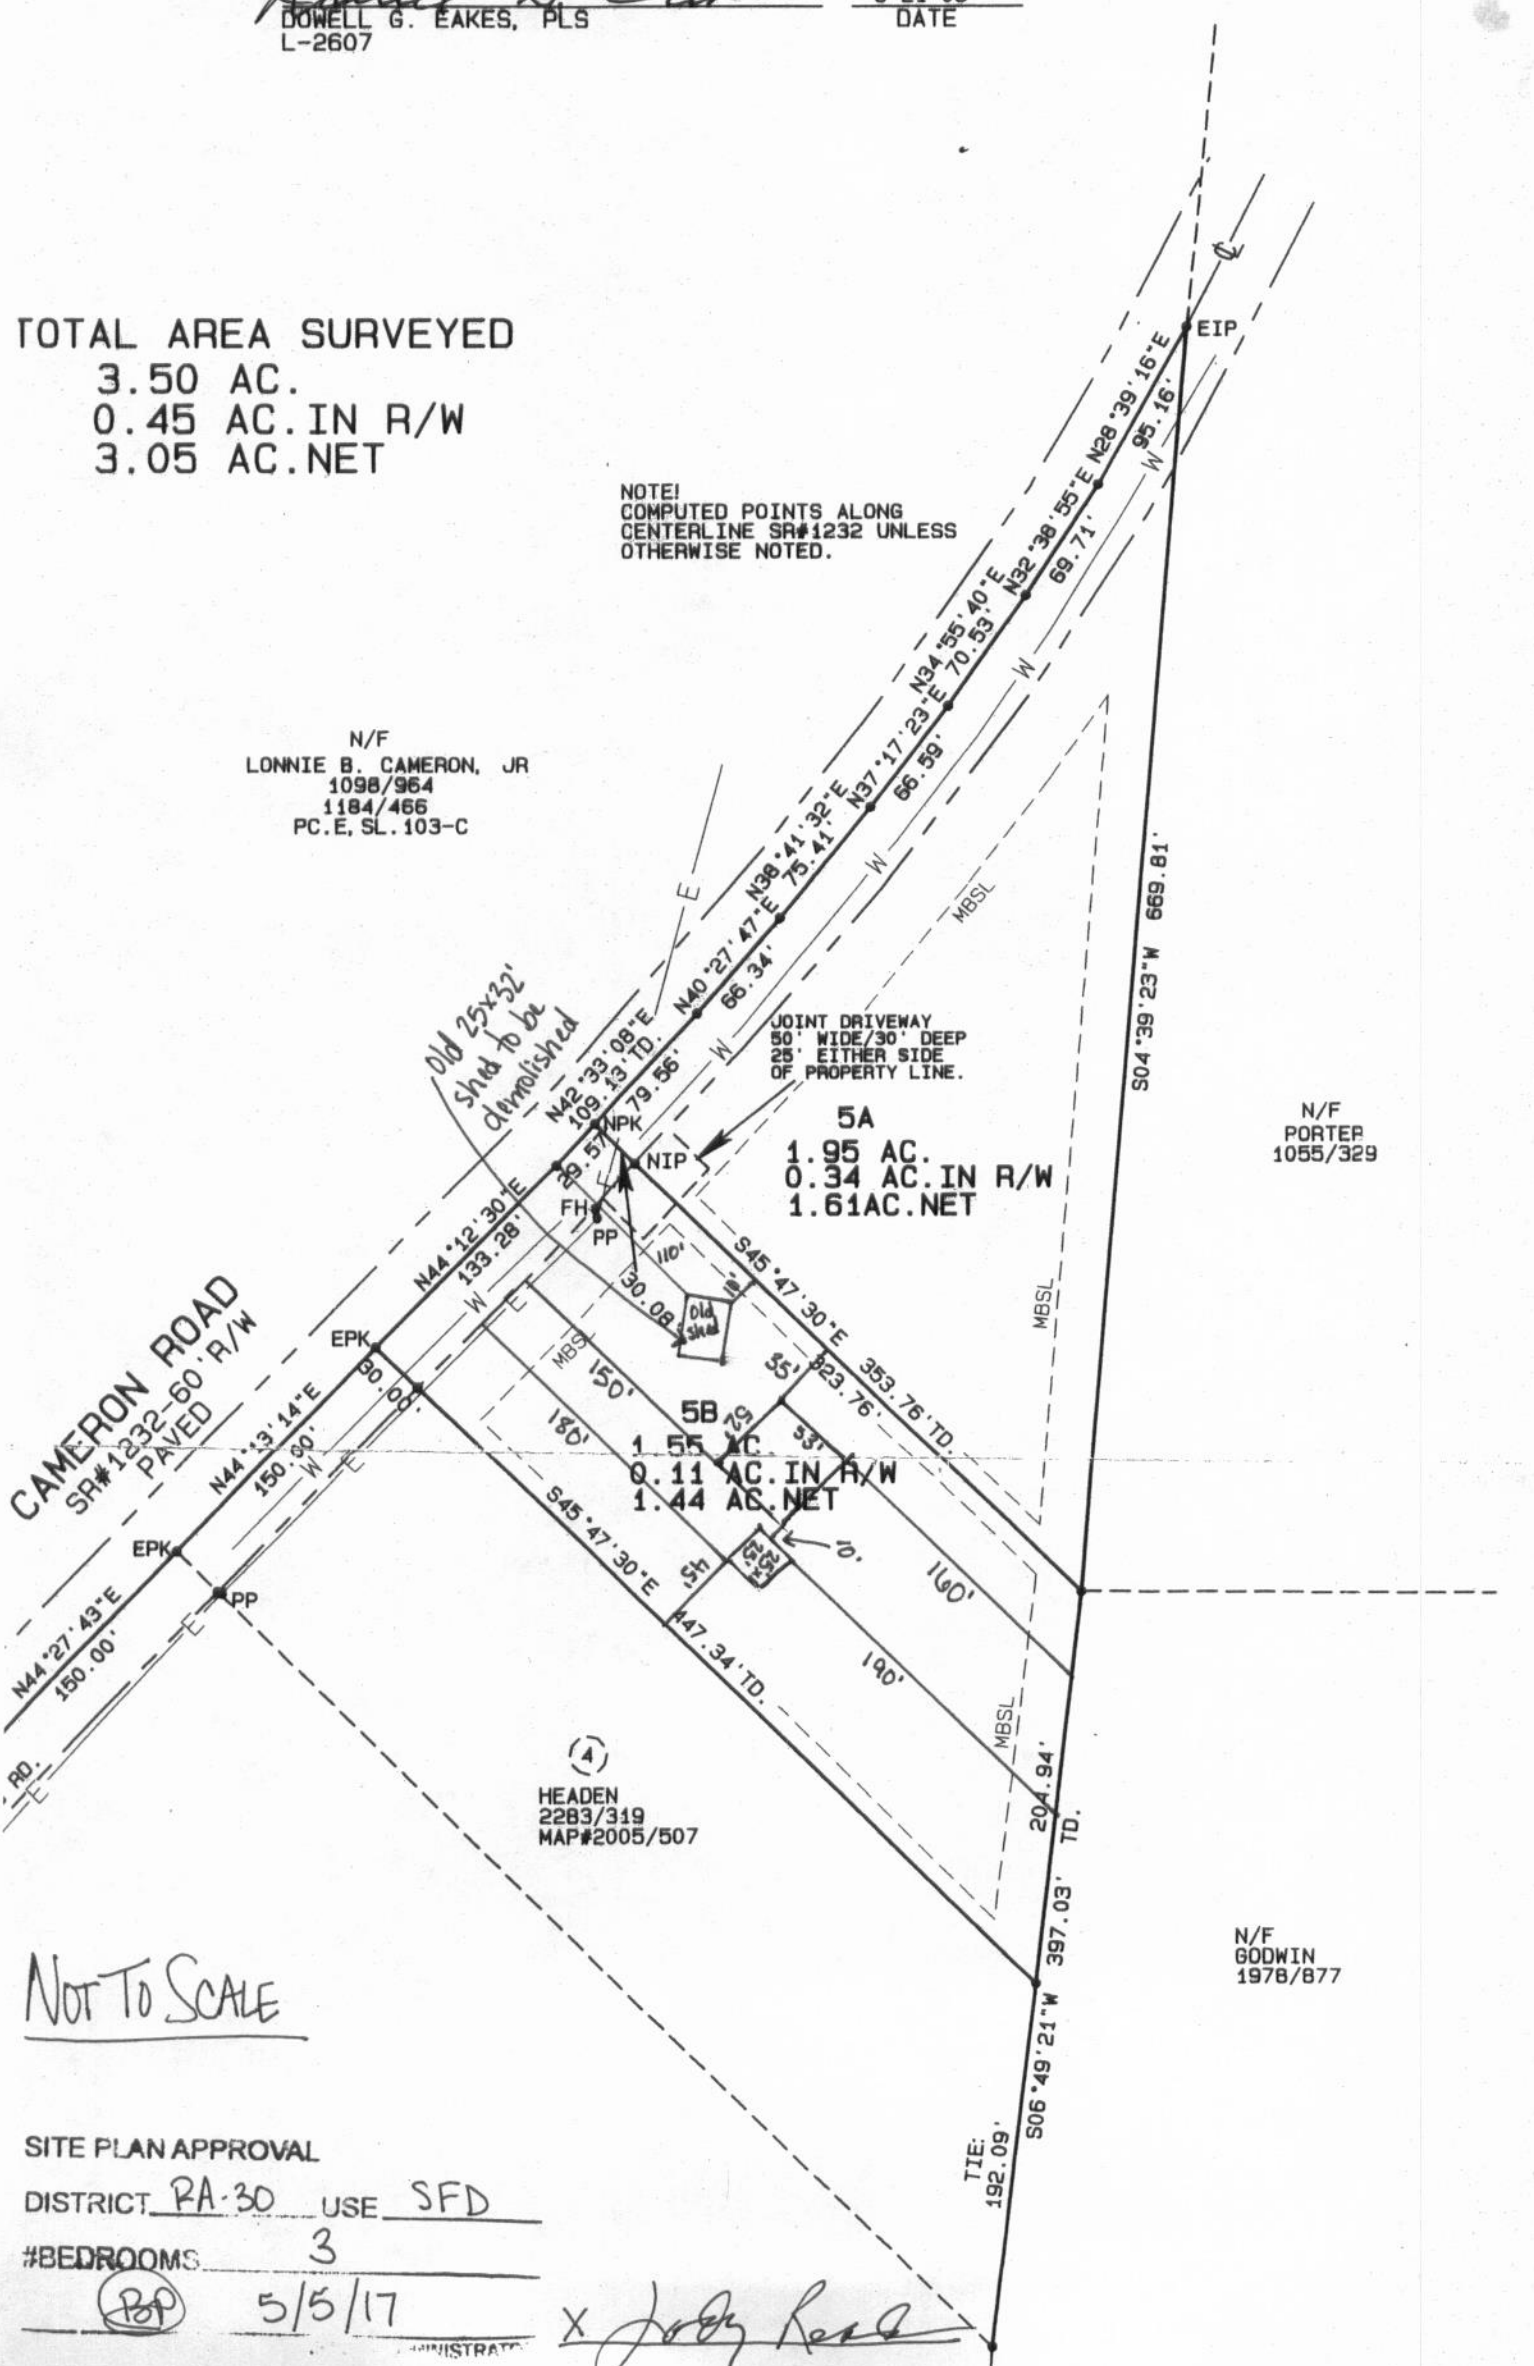 DOWELL G. EAKES, PLS
L-2607
DATE
TOTAL AREA SURVEYED
3.50 AC.
0.45 AC.IN R/W
3.05 AC.NET
NOTE!
COMPUTED POINTS ALONG
CENTERLINE SR#1232 UNLESS
OTHERWISE NOTED.
EIP
N28°39'16"E
95.16'
W
N32°38'55"E
69.71'
N34°55'40"E
70.53'
W
N37°17'23"E
66.59'
N38°41'32"E
75.41'
W
N40°27'47"E
66.34'
W
N42°33'08"E
109.13'TD.
79.56'
29.57'
N/F
LONNIE B. CAMERON, JR
1098/964
1184/466
PC.E, SL.103-C
E
MBSL
S04°39'23"W 669.81'
Old 25x32'
shed to be
demolished
JOINT DRIVEWAY
50' WIDE/30' DEEP
25' EITHER SIDE
OF PROPERTY LINE.
NPK
NIP
5A
1.95 AC.
0.34 AC.IN R/W
1.61AC.NET
N/F
PORTER
1055/329
FH
E
PP
N44°12'30"E
133.28'
W
E
110'
10'
30.08'
Old
shed
S45°47'30"E 353.76'TD.
323.76'
MBSL
EPK
30.00'
MBSL
150'
35'
180'
52'
53'
5B
1.55 AC
0.11 AC.IN R/W
1.44 AC.NET
CAMERON ROAD
SR#1232-60'R/W
PAVED
N44°13'14"E
150.00'
W
E
S45°47'30"E 447.34'TD.
45'
10'
160'
190'
EPK
PP
E
N44°27'43"E
150.00'
RD.
E
MBSL
204.94'
S06°49'21"W 397.03' TD.
4
HEADEN
2283/319
MAP#2005/507
N/F
GODWIN
1978/877
NOT TO SCALE
TIE:
192.09'
SITE PLAN APPROVAL
DISTRICT RA-30 USE SFD
#BEDROOMS 3
BP 5/5/17
X